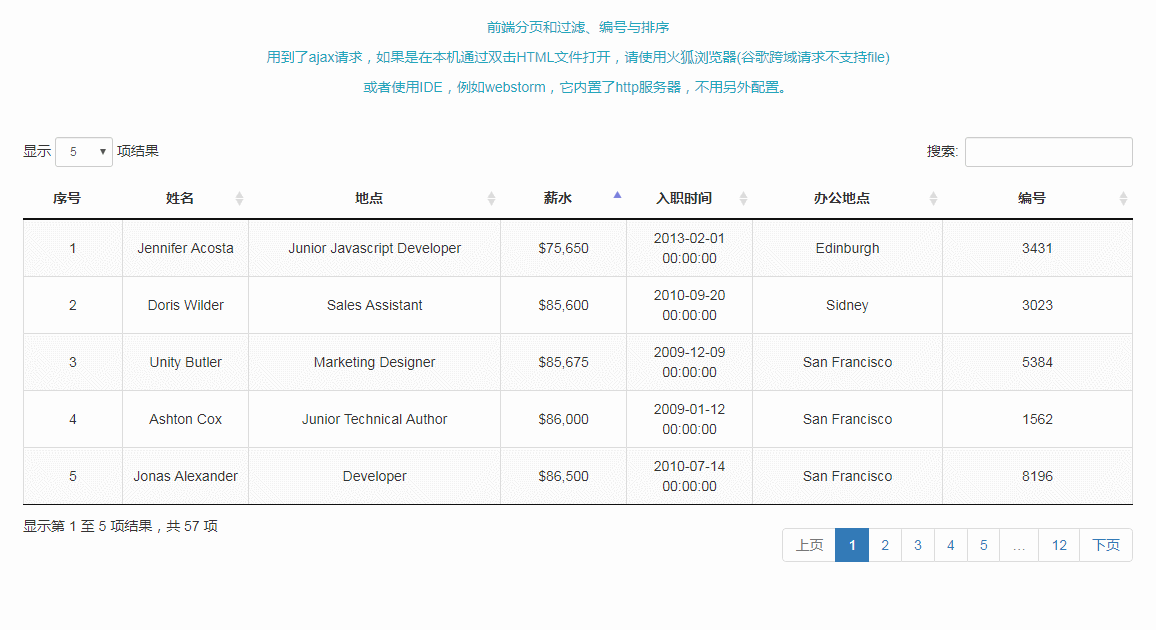 前端分页和过滤、编号与排序
用到了ajax请求，如果是在本机通过双击HTML文件打开，请使用火狐浏览器(谷歌跨域请求不支持file)
或者使用IDE，例如webstorm，它内置了http服务器，不用另外配置。
显示 5 项结果 搜索:
序号 姓名 地点 薪水 入职时间 办公地点 编号
1 Jennifer Acosta Junior Javascript Developer $75,650 2013-02-01 00:00:00 Edinburgh 3431
2 Doris Wilder Sales Assistant $85,600 2010-09-20 00:00:00 Sidney 3023
3 Unity Butler Marketing Designer $85,675 2009-12-09 00:00:00 San Francisco 5384
4 Ashton Cox Junior Technical Author $86,000 2009-01-12 00:00:00 San Francisco 1562
5 Jonas Alexander Developer $86,500 2010-07-14 00:00:00 San Francisco 8196
显示第 1 至 5 项结果，共 57 项
上页 1 2 3 4 5 … 12 下页